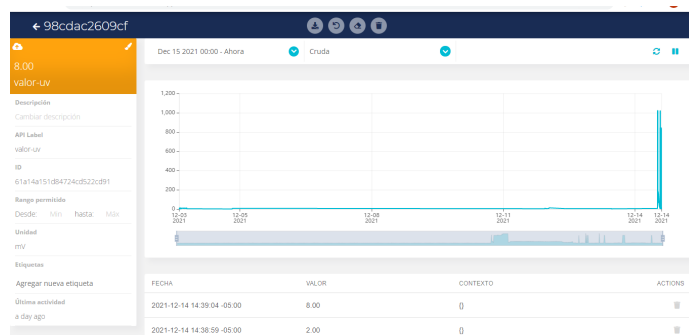 98cdac2609cf
8.00
valor-uv
Descripción
Cambiar descripción
API Label
valor-uv
ID
61a14a151d84724cd522cd91
Rango permitido
Desde: Mín hasta: Máx
Unidad
mV
Etiquetas
Agregar nueva etiqueta
Última actividad
a day ago
Dec 15 2021 00:00 - Ahora
Cruda
1,200
1,000
800
600
400
200
0
12-03 12-05 12-08 12-11 12-14 12-14
2021 2021 2021 2021 2021 2021
FECHA VALOR CONTEXTO ACTIONS
2021-12-14 14:39:04 -05:00 8.00 {}
2021-12-14 14:38:59 -05:00 2.00 {}